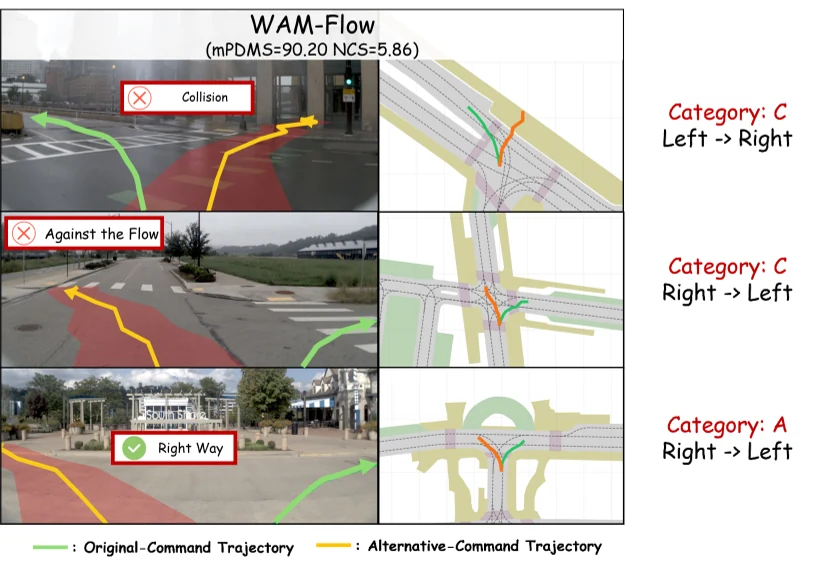 WAM-Flow
(mPDMS=90.20 NCS=5.86)
Collision
Category: C
Left -> Right
Against the Flow
Category: C
Right -> Left
Right Way
Category: A
Right -> Left
: Original-Command Trajectory
: Alternative-Command Trajectory